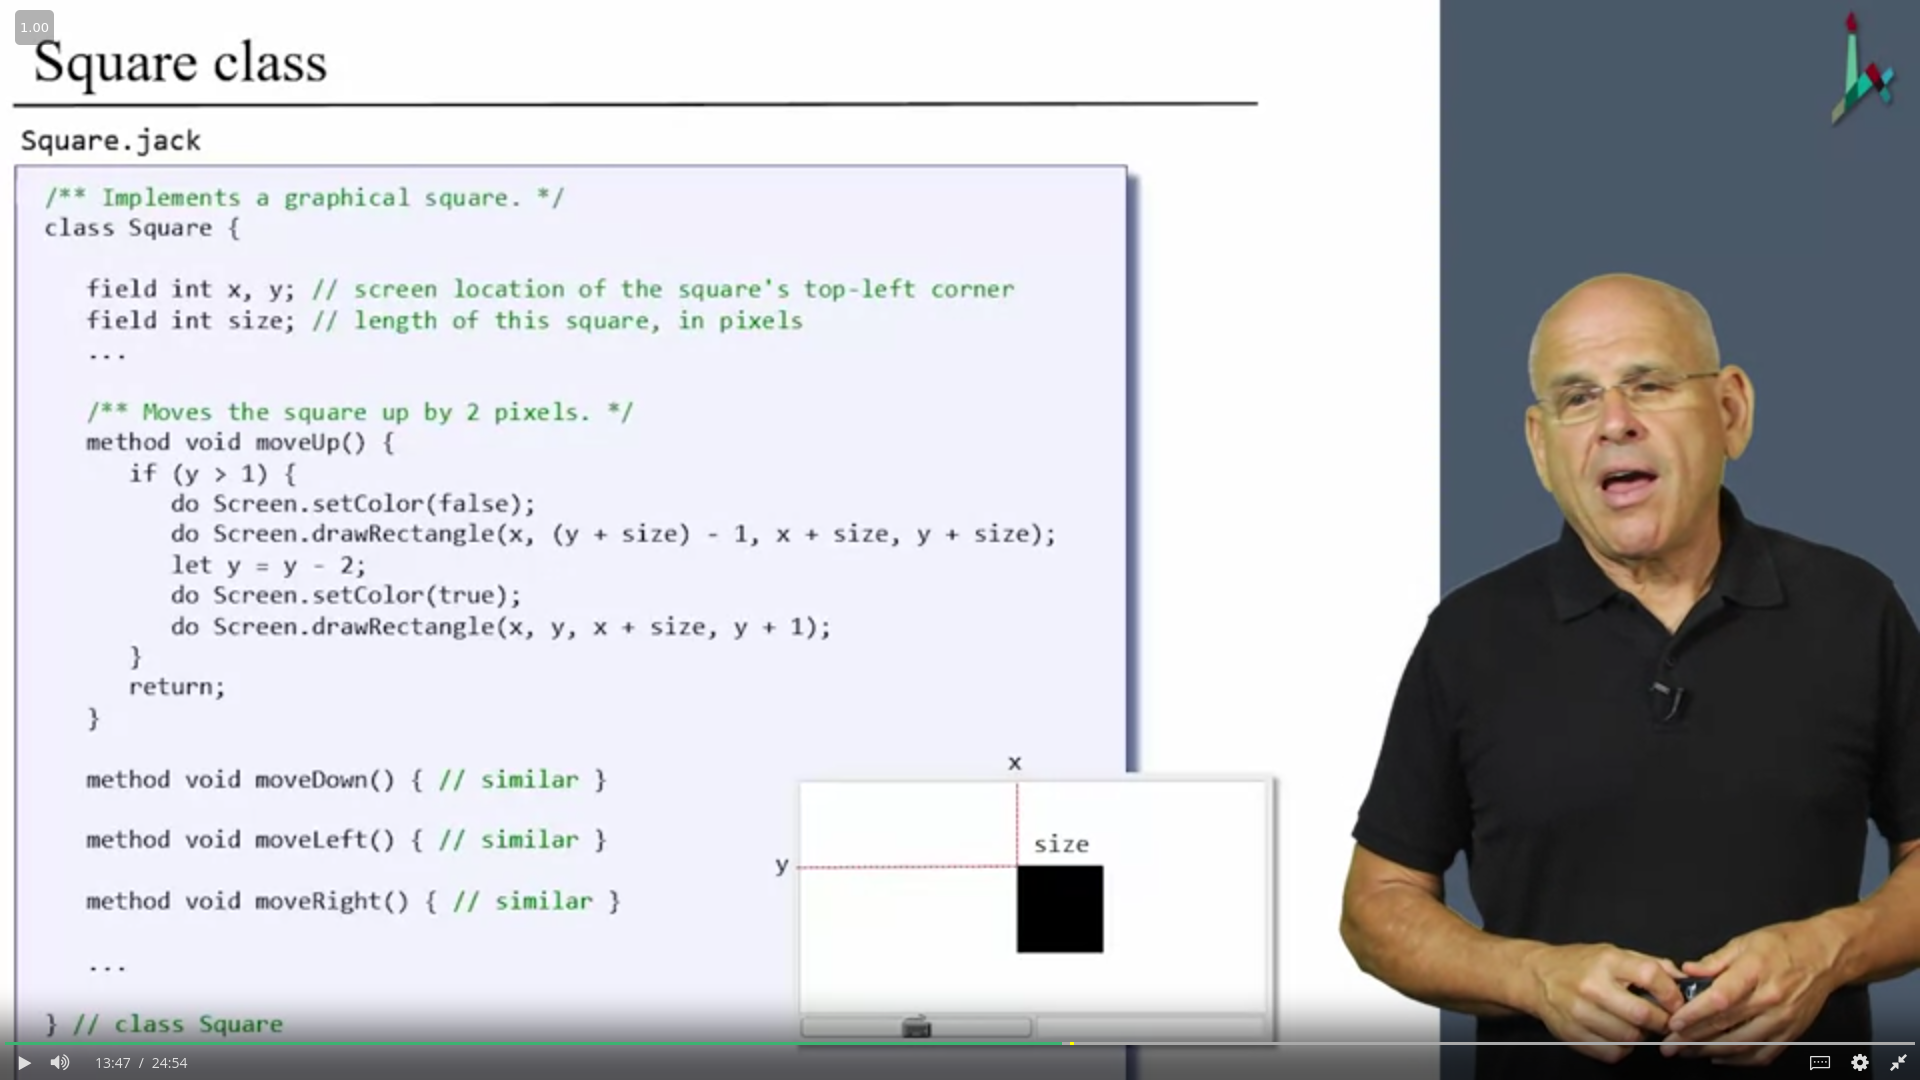 1.00
Square class
Square.jack
/** Implements a graphical square. */
class Square {
field int x, y; // screen location of the square's top-left corner
field int size; // length of this square, in pixels
...
/** Moves the square up by 2 pixels. */
method void moveUp() {
if (y > 1) {
do Screen.setColor(false);
do Screen.drawRectangle(x, (y + size) - 1, x + size, y + size);
let y = y - 2;
do Screen.setColor(true);
do Screen.drawRectangle(x, y, x + size, y + 1);
}
return;
}
method void moveDown() { // similar }
method void moveLeft() { // similar }
method void moveRight() { // similar }
...
} // class Square
x
size
y
13:47 / 24:54